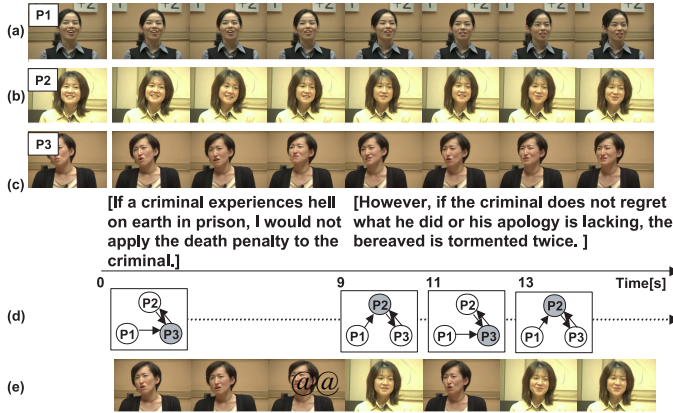 P1
+2
(a)
P2
(b)
P3
(c)
[If a criminal experiences hell
on earth in prison, I would not
apply the death penalty to the
criminal.]
[However, if the criminal does not regret
what he did or his apology is lacking, the
bereaved is tormented twice. ]
0 9 11 13 Time[s]
(d)
P2
P1 P3
P2
P1 P3
P2
P1 P3
P2
P1 P3
(e)
@ @